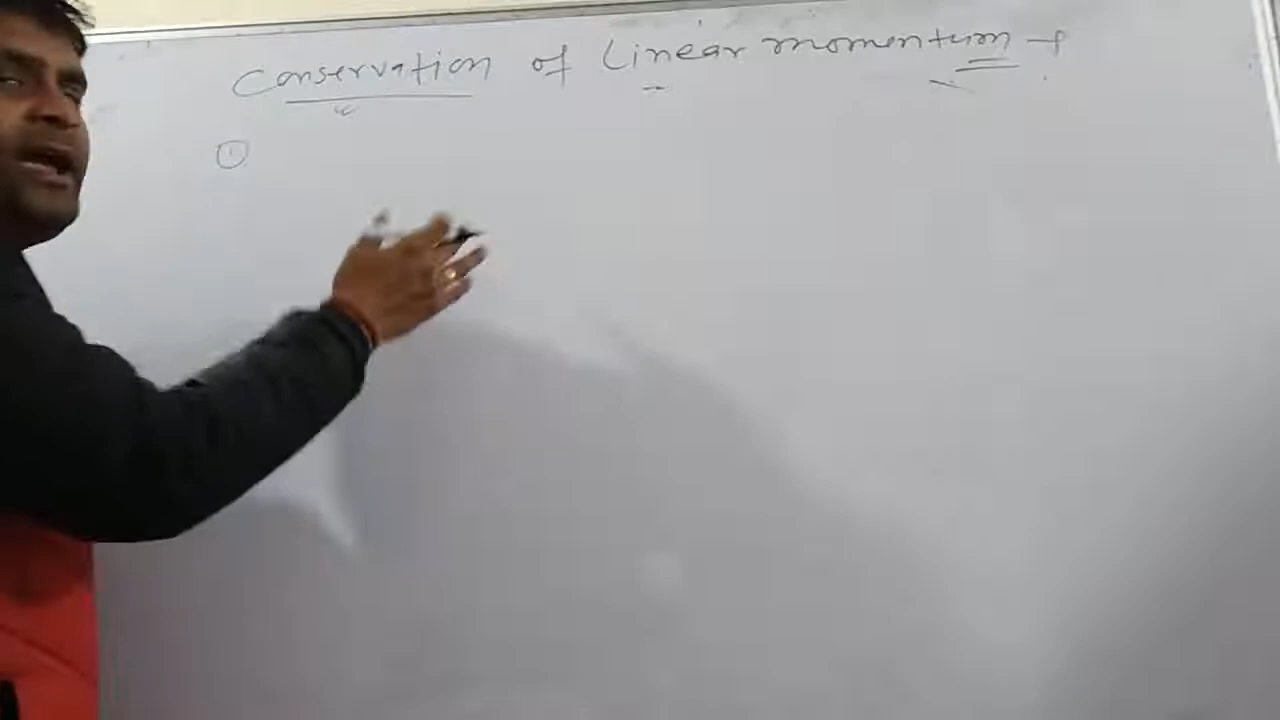 Conservation of Linear momentum →
①